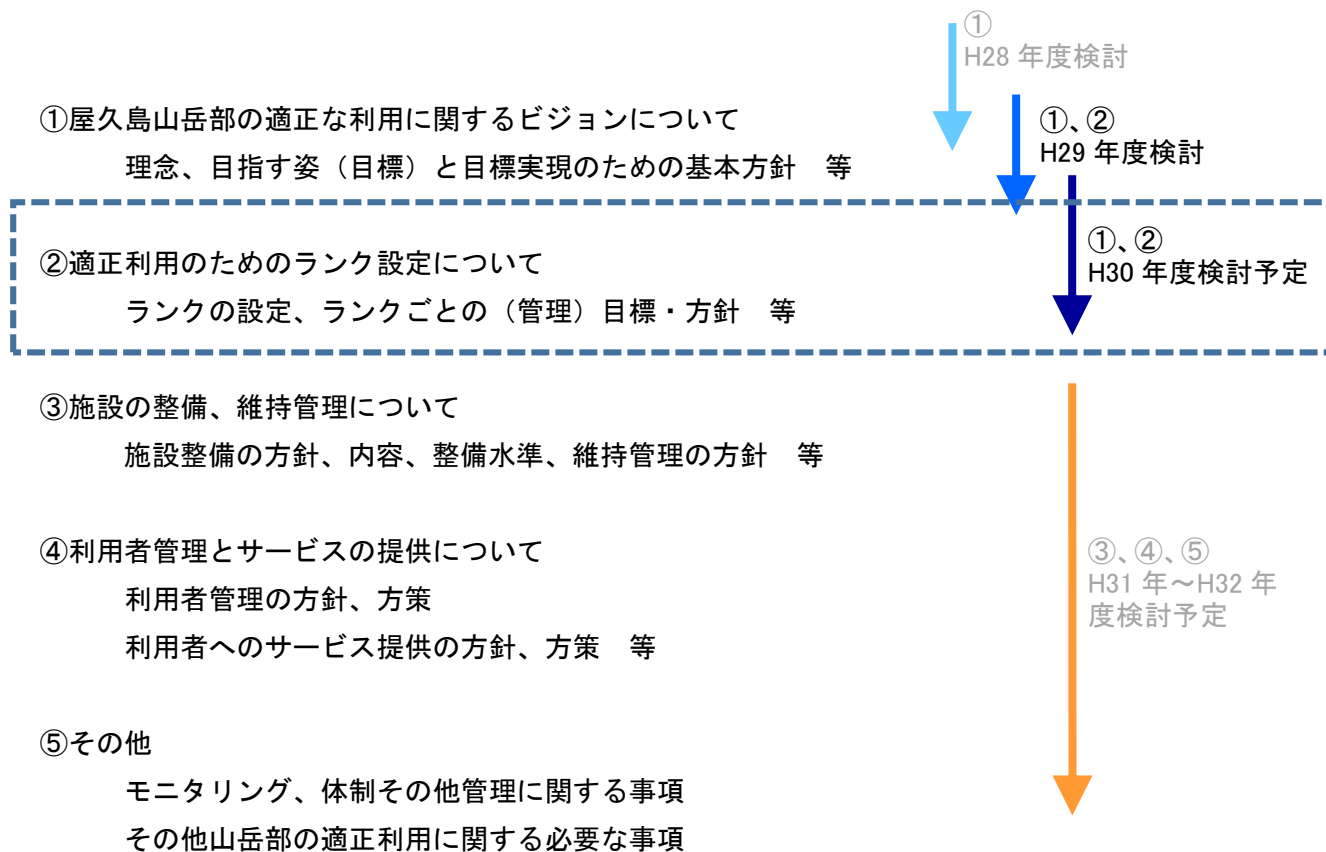 ①
H28 年度検討
①屋久島山岳部の適正な利用に関するビジョンについて
理念、目指す姿（目標）と目標実現のための基本方針　等
①、②
H29 年度検討
②適正利用のためのランク設定について
ランクの設定、ランクごとの（管理）目標・方針　等
①、②
H30 年度検討予定
③施設の整備、維持管理について
施設整備の方針、内容、整備水準、維持管理の方針　等
④利用者管理とサービスの提供について
利用者管理の方針、方策
利用者へのサービス提供の方針、方策　等
③、④、⑤
H31 年～H32 年
度検討予定
⑤その他
モニタリング、体制その他管理に関する事項
その他山岳部の適正利用に関する必要な事項